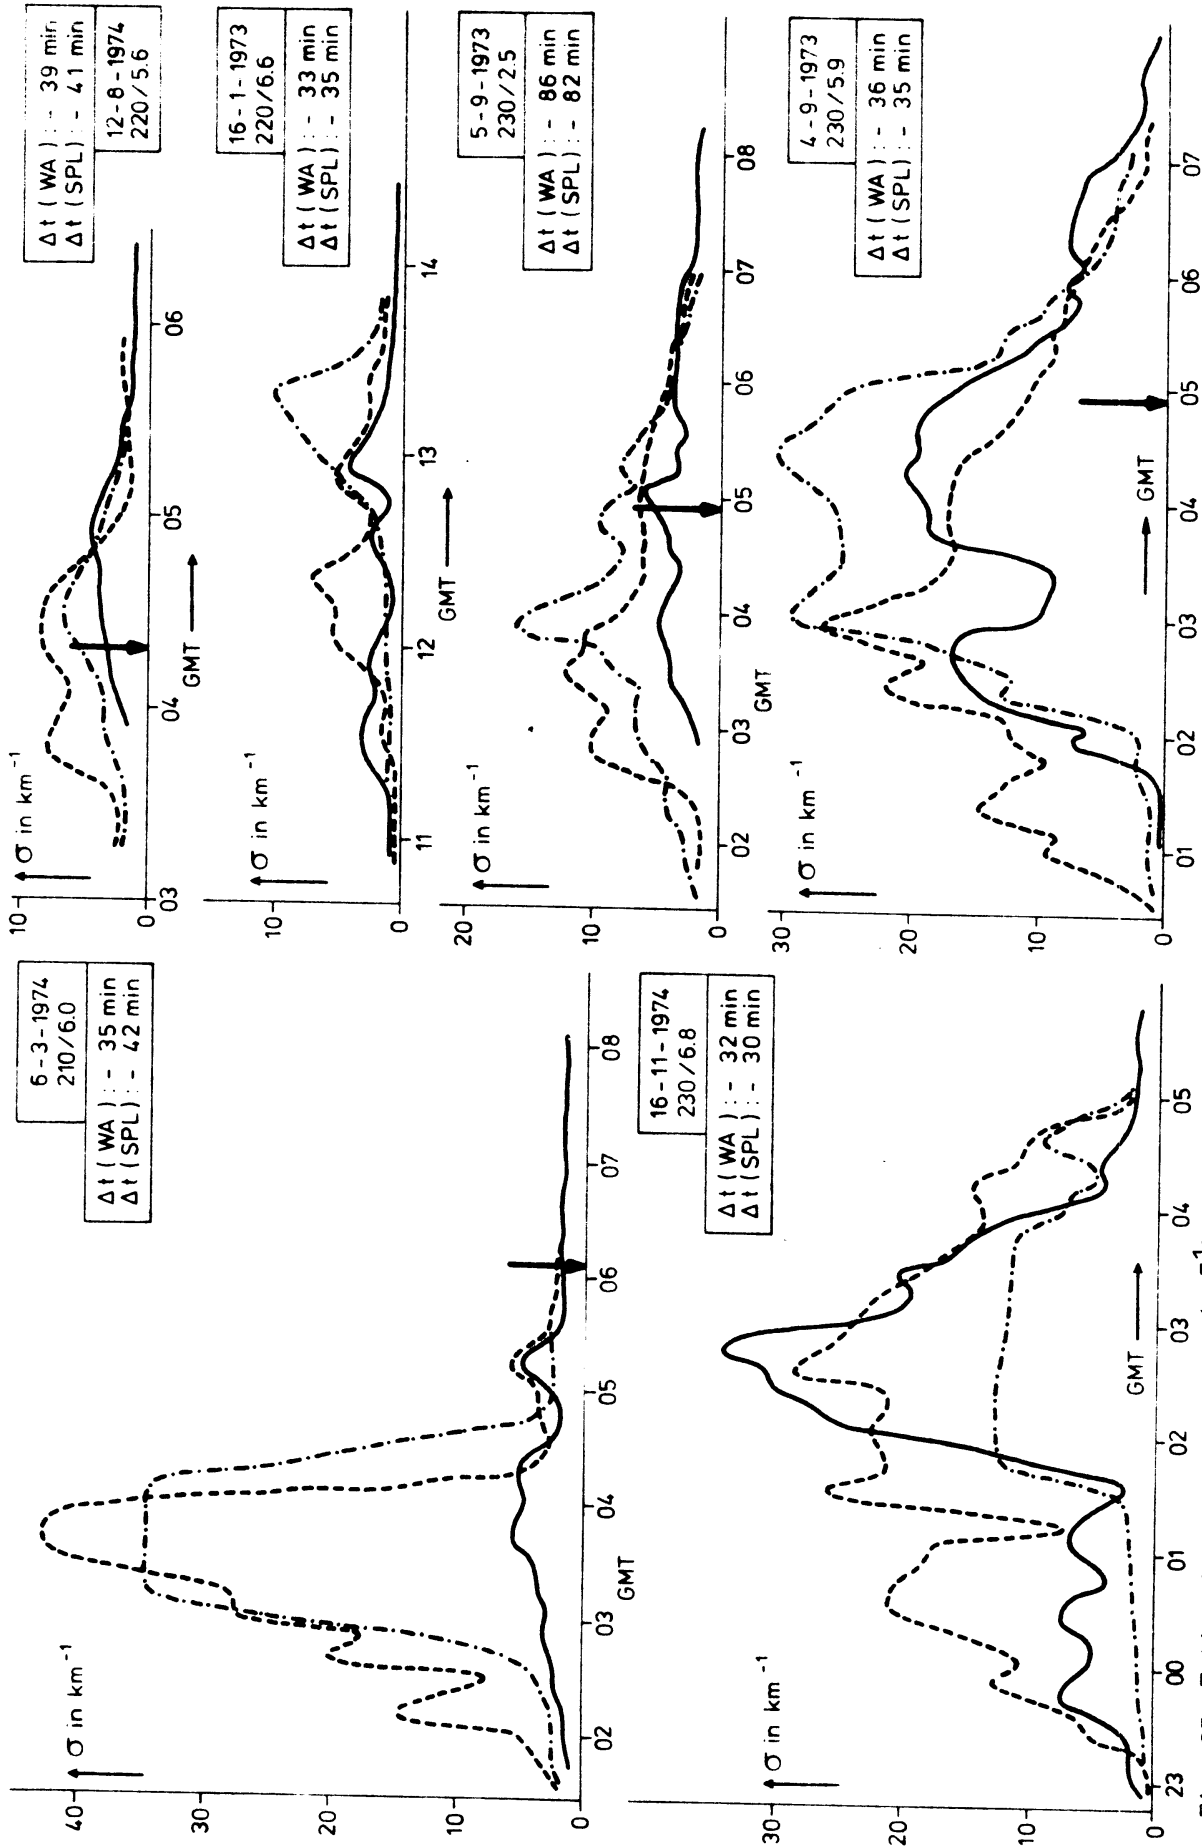 6-3-1974
210/6.0
Δt (WA) : - 35 min
Δt (SPL) : - 42 min
σ in km⁻¹
40
30
20
10
0
02
03
04
05
06
07
08
GMT
16-11-1974
230/6.8
Δt (WA) : - 32 min
Δt (SPL) : - 30 min
σ in km⁻¹
30
20
10
0
23
00
01
02
03
04
05
GMT
Δt (WA) : - 39 min
Δt (SPL) : - 41 min
12-8-1974
220/5.6
σ in km⁻¹
10
0
03
04
05
06
GMT
16-1-1973
220/6.6
Δt (WA) : - 33 min
Δt (SPL) : - 35 min
σ in km⁻¹
10
0
11
12
13
14
GMT
5-9-1973
230/2.5
Δt (WA) : - 86 min
Δt (SPL) : - 82 min
σ in km⁻¹
20
10
0
02
03
04
05
06
07
08
GMT
4-9-1973
230/5.9
Δt (WA) : - 36 min
Δt (SPL) : - 35 min
σ in km⁻¹
30
20
10
0
01
02
03
04
05
06
07
GMT